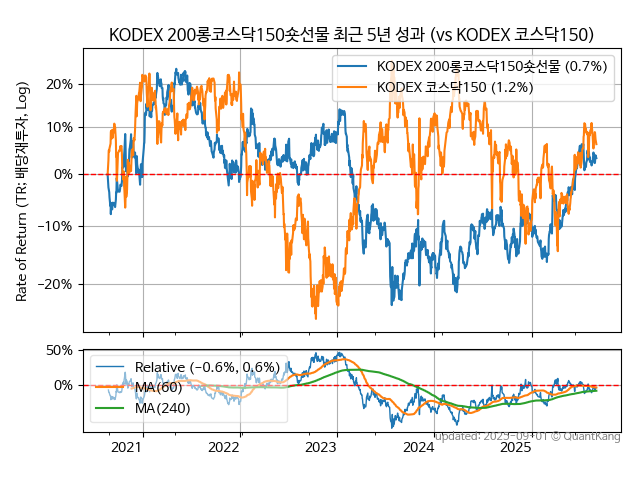 KODEX 200롱코스닥150숏선물 최근 5년 성과 (vs KODEX 코스닥150)
Rate of Return (TR: 배당재투자, Log)
20%
10%
0%
−10%
−20%
KODEX 200롱코스닥150숏선물 (0.7%)
KODEX 코스닥150 (1.2%)
50%
0%
Relative (−0.6%, 0.6%)
MA(60)
MA(240)
2021
2022
2023
2024
2025
updated: 2025-09-01 © QuantKang